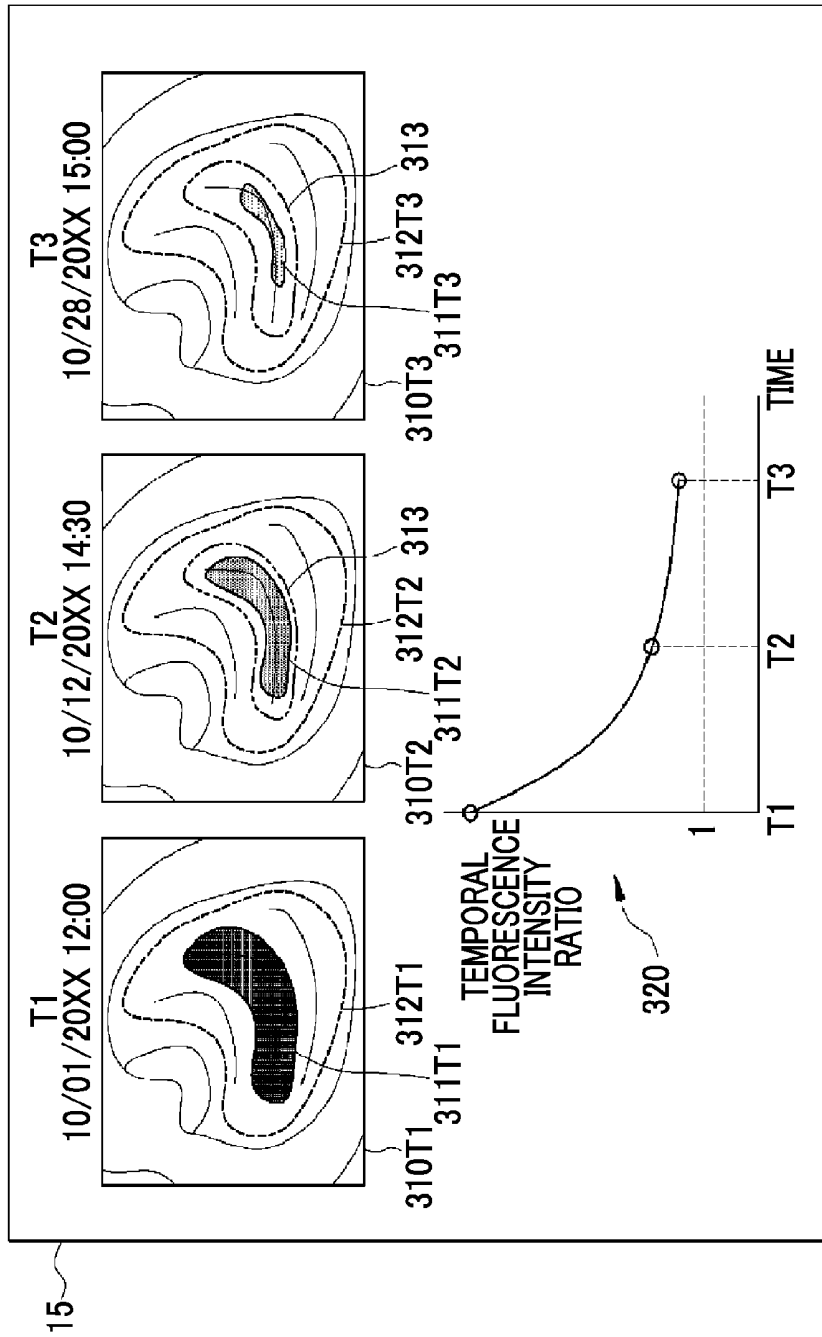 15
T1
10/01/20XX 12:00
T2
10/12/20XX 14:30
T3
10/28/20XX 15:00
310T1
311T1
312T1
310T2
311T2
312T2
313
310T3
311T3
312T3
313
TEMPORAL
FLUORESCENCE
INTENSITY
RATIO
320
1
T1
T2
T3
TIME